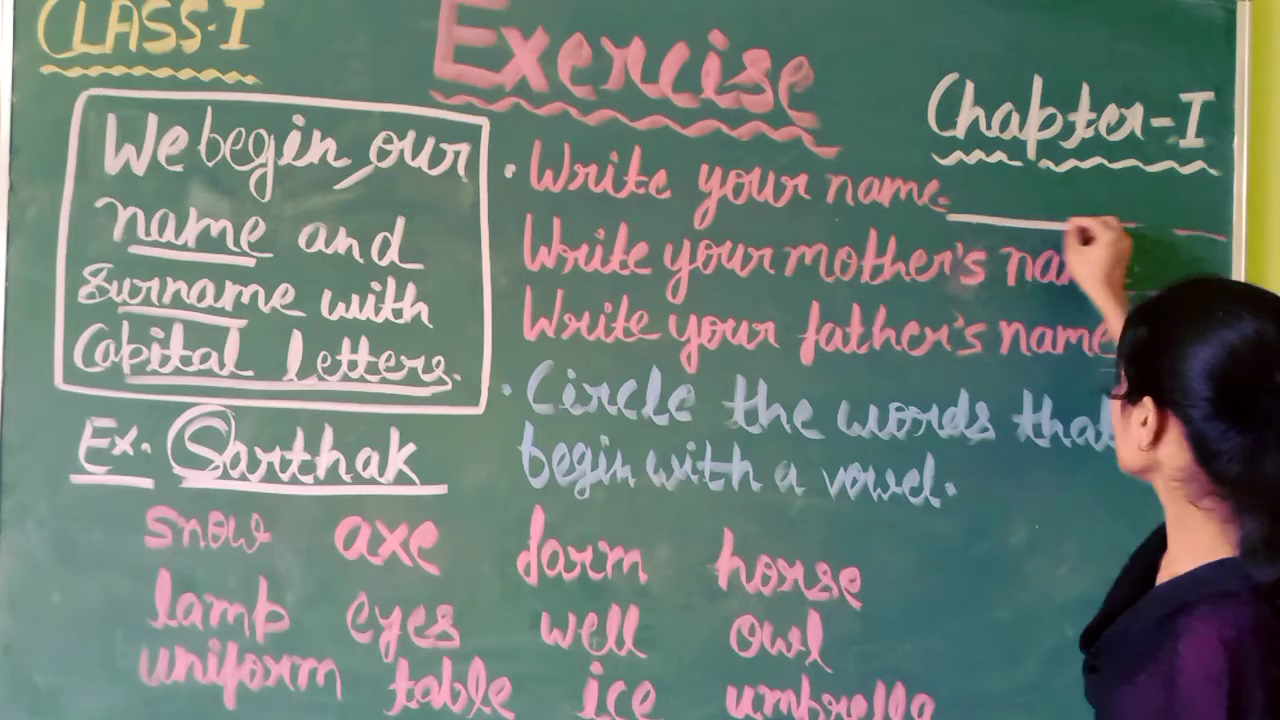 CLASS-I
Exercise
Chapter-I
We begin our
name and
surname with
Capital letters.
Ex. Sarthak
. Write your name.
Write your mother's
Write your father's name
. Circle the words that
begin with a vowel.
snow axe farm horse
lamp eyes well owl
uniform table ice umbrella